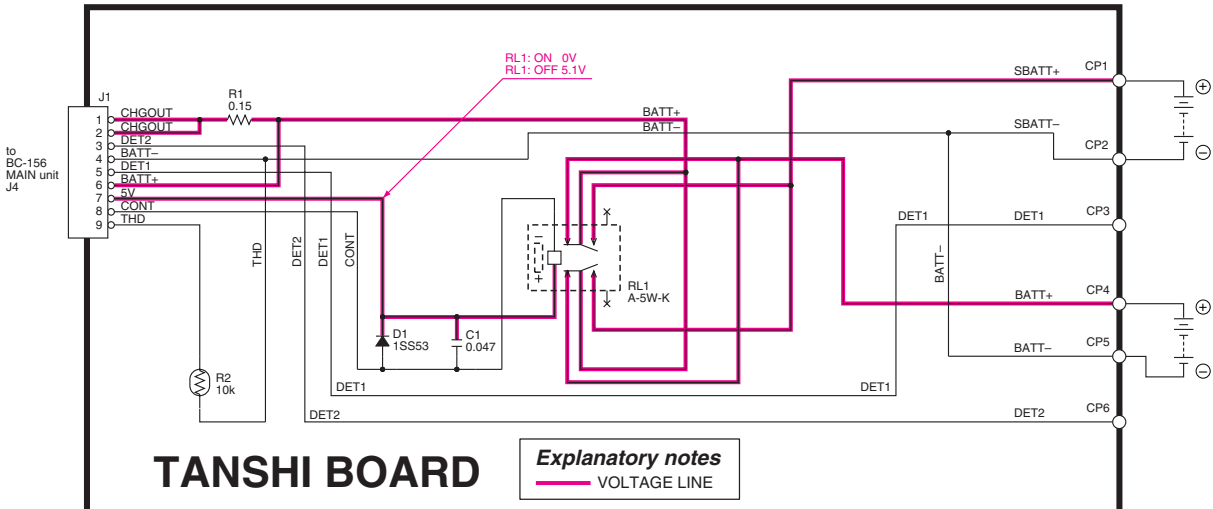 RL1: ON 0V
RL1: OFF 5.1V
J1
to
BC-156
MAIN unit
J4
1 CHGOUT
2 CHGOUT
3 DET2
4 BATT–
5 DET1
6 BATT+
7 5V
8 CONT
9 THD
R1
0.15
BATT+
BATT–
SBATT+
CP1
+
SBATT–
CP2
–
THD
DET2
DET1
CONT
DET1
DET1
CP3
BATT–
–
+
RL1
A-5W-K
BATT+
CP4
+
D1
1SS53
C1
0.047
BATT–
CP5
–
R2
10k
DET1
DET1
DET2
DET2
CP6
TANSHI BOARD
Explanatory notes
VOLTAGE LINE